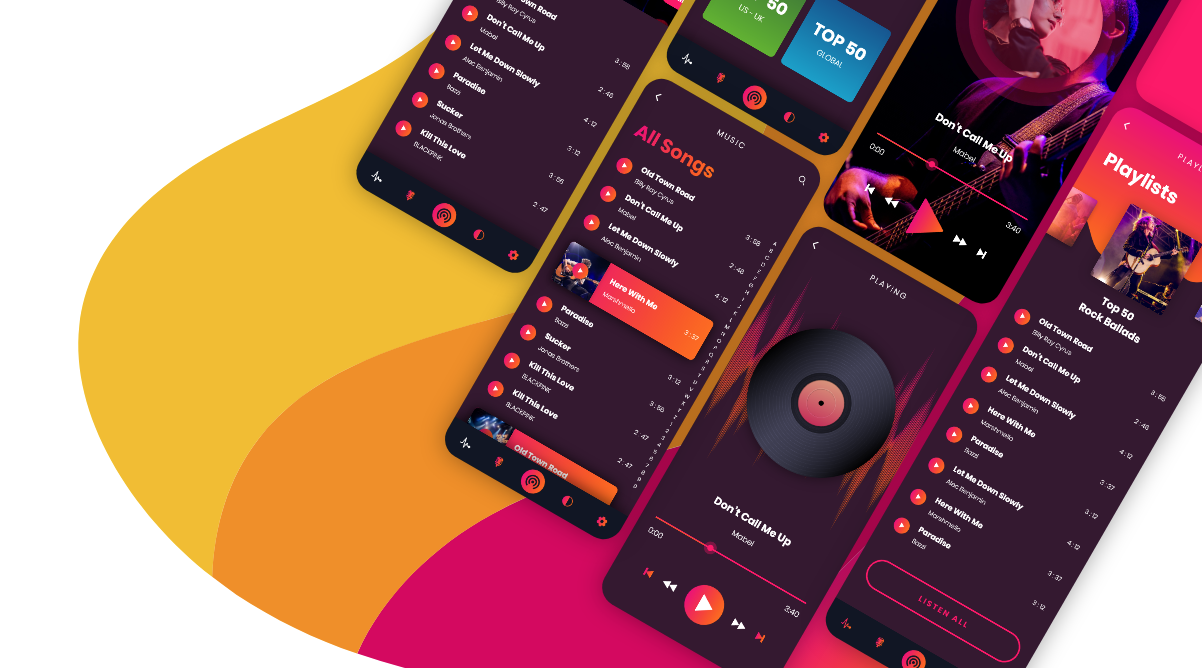 Old Town Road
Billy Ray Cyrus
Don't Call Me Up
Mabel
3:58
Let Me Down Slowly
Alec Benjamin
2:48
Paradise
Bazzi
4:12
Sucker
Jonas Brothers
3:12
Kill This Love
BLACKPINK
3:56
2:47
50
US - UK
TOP 50
GLOBAL
MUSIC
All Songs
Old Town Road
Billy Ray Cyrus
3:58
Don't Call Me Up
Mabel
2:48
Let Me Down Slowly
Alec Benjamin
4:12
Here With Me
Marshmello
3:37
Paradise
Bazzi
3:12
Sucker
Jonas Brothers
3:56
Kill This Love
BLACKPINK
2:47
Kill This Love
BLACKPINK
2:47
Old Town Road
Don't Call Me Up
Mabel
0:00
3:40
PLAYING
Don't Call Me Up
Mabel
0:00
3:40
Playlists
Top 50
Rock Ballads
Old Town Road
Billy Ray Cyrus
3:56
Don't Call Me Up
Mabel
2:48
Let Me Down Slowly
Alec Benjamin
4:12
Here With Me
Marshmello
3:37
Paradise
Bazzi
3:12
Let Me Down Slowly
Alec Benjamin
4:12
Here With Me
Marshmello
3:37
Paradise
Bazzi
3:12
LISTEN ALL